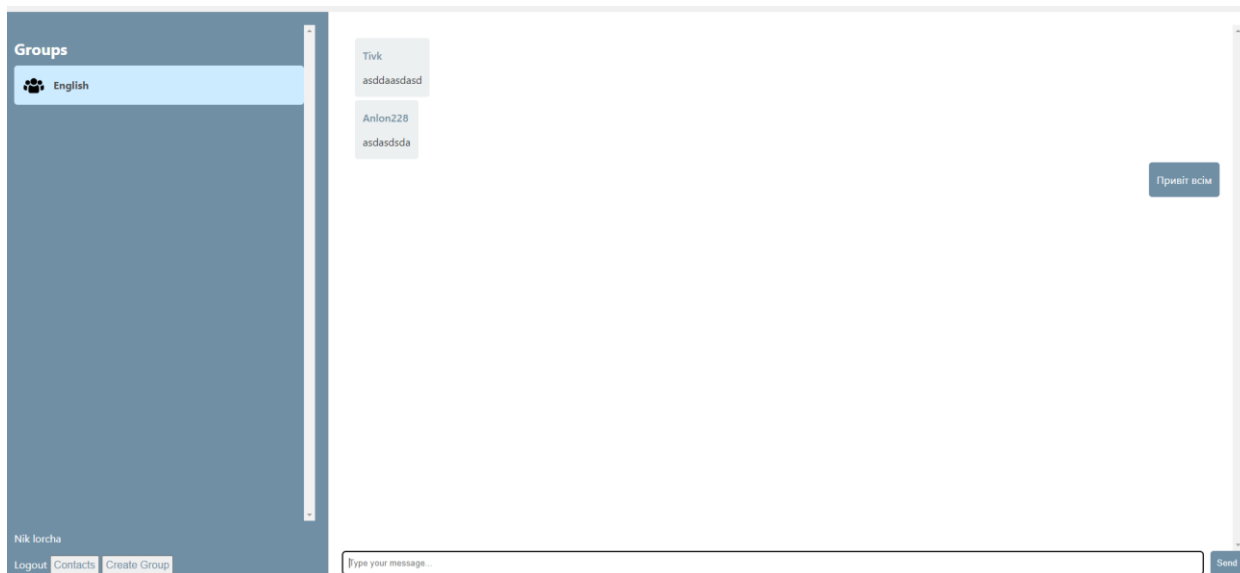 Groups
English
Nik lorcha
Logout Contacts Create Group
Tivk
asddaasdasd
Anlon228
asdasdsda
Привіт всім
Type your message...
Send